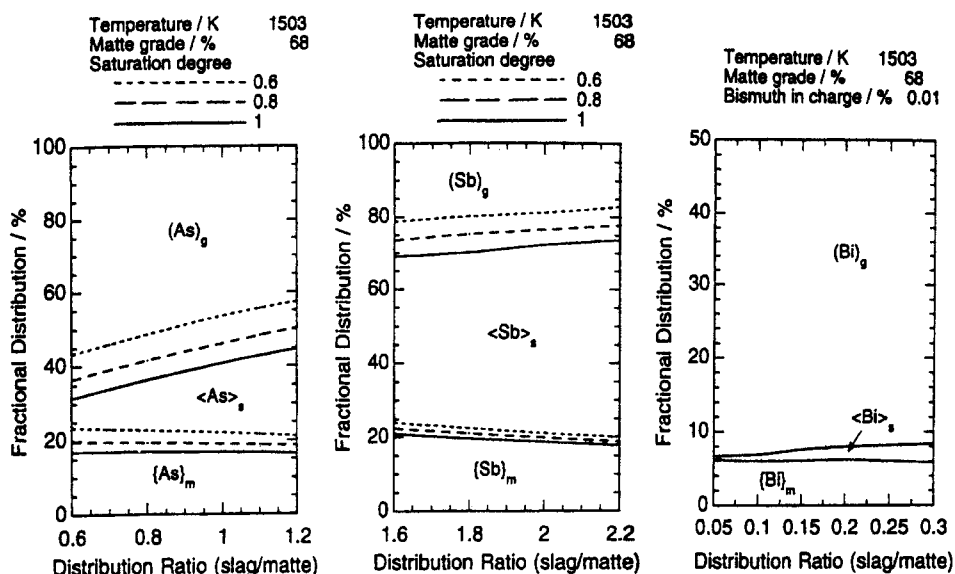 Temperature / K 1503
Matte grade / % 68
Saturation degree
0.6
0.8
1
Fractional Distribution / %
100
80
60
40
20
0
(As)g
<As>s
{As}m
0.6 0.8 1 1.2
Distribution Ratio (slag/matte)
Temperature / K 1503
Matte grade / % 68
Saturation degree
0.6
0.8
1
Fractional Distribution / %
100
80
60
40
20
0
(Sb)g
<Sb>s
{Sb}m
1.6 1.8 2 2.2
Distribution Ratio (slag/matte)
Temperature / K 1503
Matte grade / % 68
Bismuth in charge / % 0.01
Fractional Distribution / %
50
40
30
20
10
0
(Bi)g
<Bi>s
{Bi}m
0.05 0.1 0.15 0.2 0.25 0.3
Distribution Ratio (slag/matte)